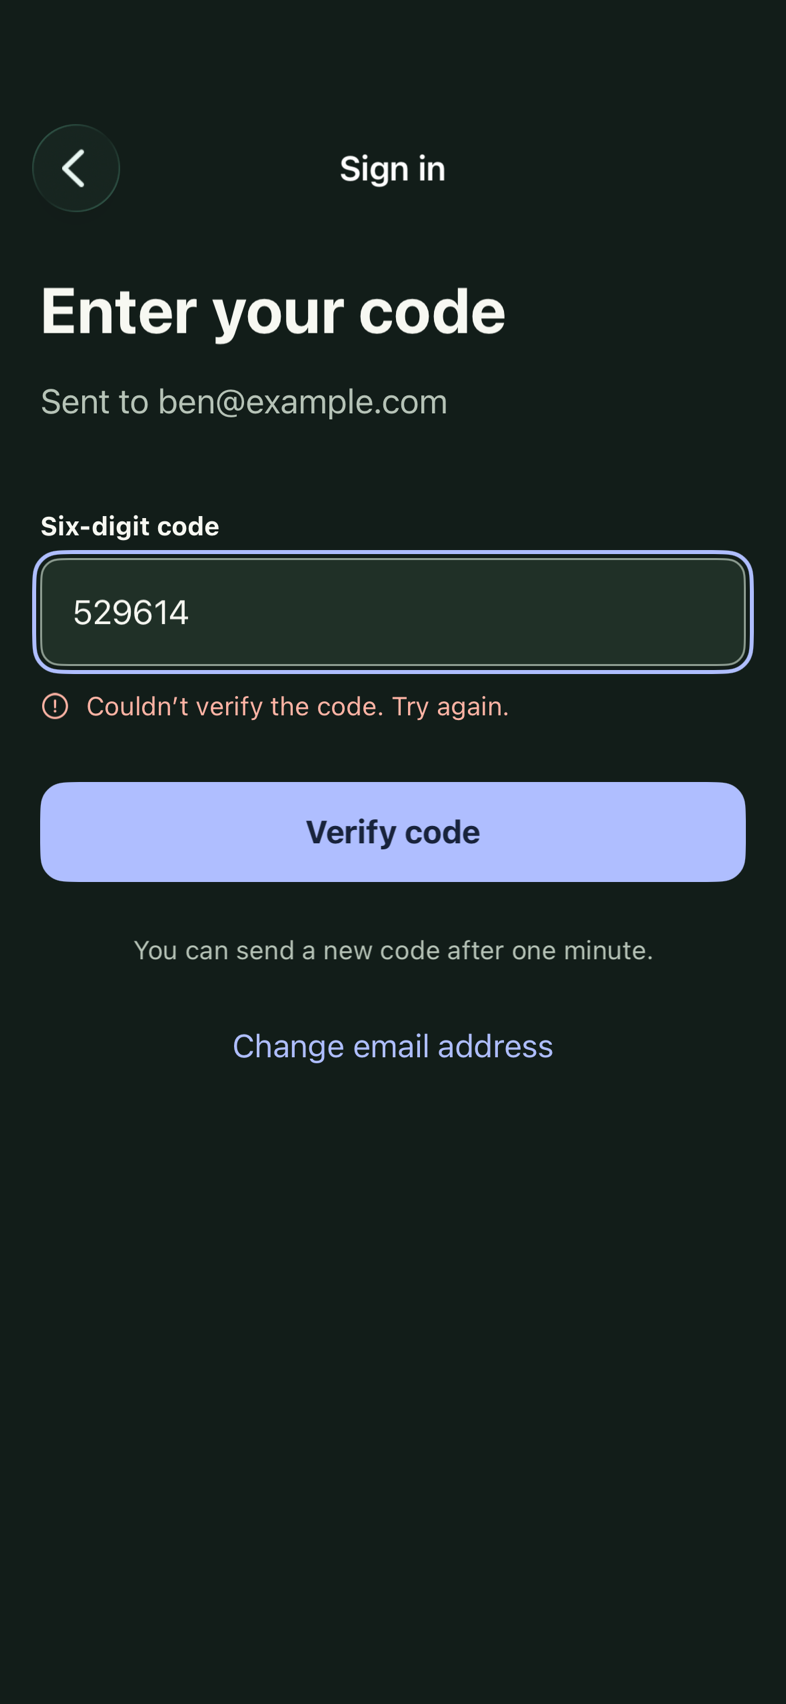 Sign in
Enter your code
Sent to ben@example.com
Six-digit code
529614
Couldn’t verify the code. Try again.
Verify code
You can send a new code after one minute.
Change email address